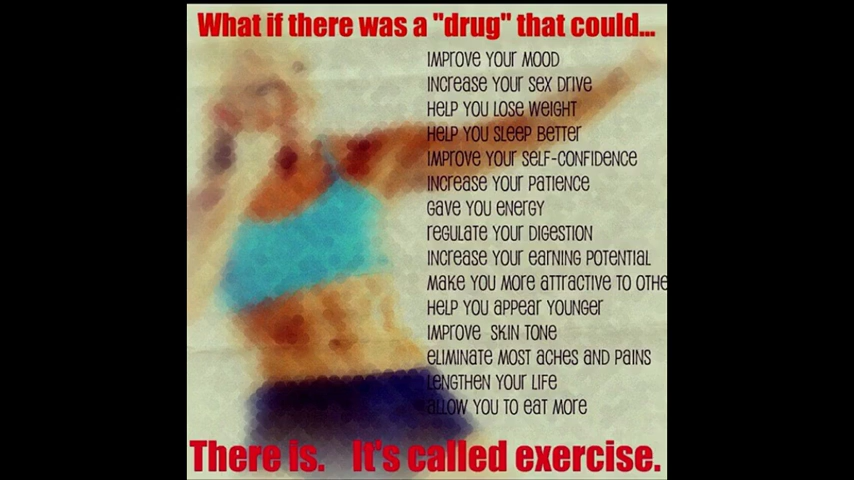 What if there was a "drug" that could...
IMPROVE YOUR MOOD
INCREASE YOUR SEX DRIVE
HELP YOU LOSE WEIGHT
HELP YOU SLEEP BETTER
IMPROVE YOUR SELF-CONFIDENCE
INCREASE YOUR PATIENCE
GAVE YOU ENERGY
REGULATE YOUR DIGESTION
INCREASE YOUR EARNING POTENTIAL
MAKE YOU MORE ATTRACTIVE TO OTHE
HELP YOU APPEAR YOUNGER
IMPROVE SKIN TONE
ELIMINATE MOST ACHES AND PAINS
LENGTHEN YOUR LIFE
ALLOW YOU TO EAT MORE
There is. It's called exercise.